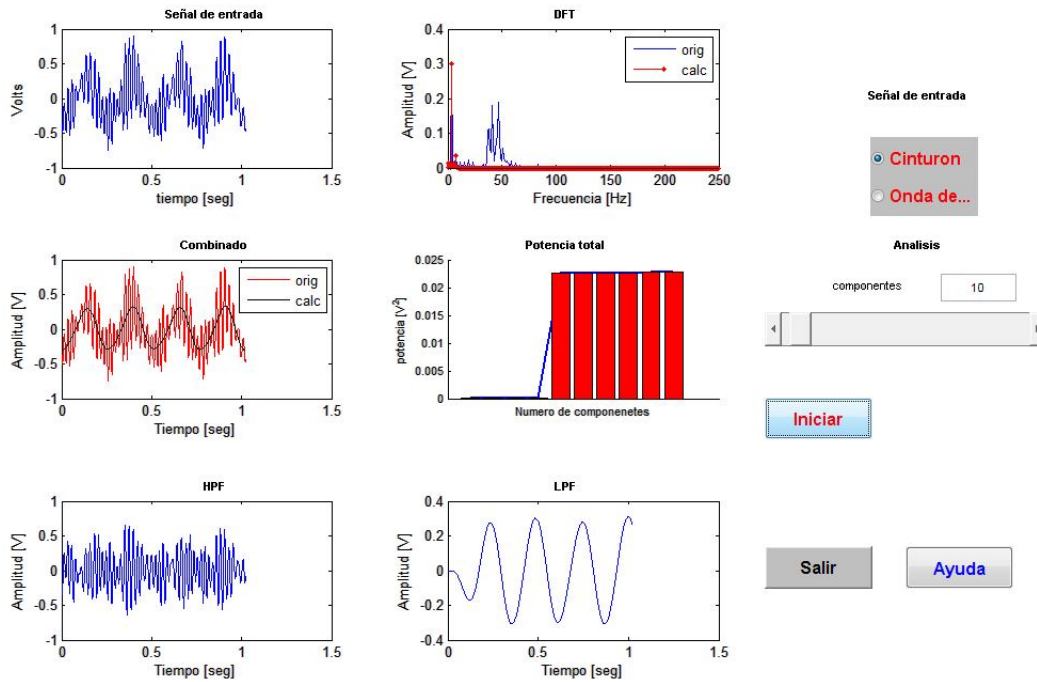 Señal de entrada
1
0.5
0
-0.5
-1
Volts
0 0.5 1 1.5
tiempo [seg]
DFT
0.4
0.3
0.2
0.1
0
Amplitud [V]
orig
calc
0 50 100 150 200 250
Frecuencia [Hz]
Señal de entrada
Cinturon
Onda de...
Combinado
1
0.5
0
-0.5
-1
Amplitud [V]
orig
calc
0 0.5 1 1.5
Tiempo [seg]
Potencia total
0.025
0.02
0.015
0.01
0.005
0
potencia [V²]
Numero de componenetes
Analisis
componentes 10
Iniciar
HPF
1
0.5
0
-0.5
-1
Amplitud [V]
0 0.5 1 1.5
Tiempo [seg]
LPF
0.4
0.2
0
-0.2
-0.4
Amplitud [V]
0 0.5 1 1.5
Tiempo [seg]
Salir
Ayuda